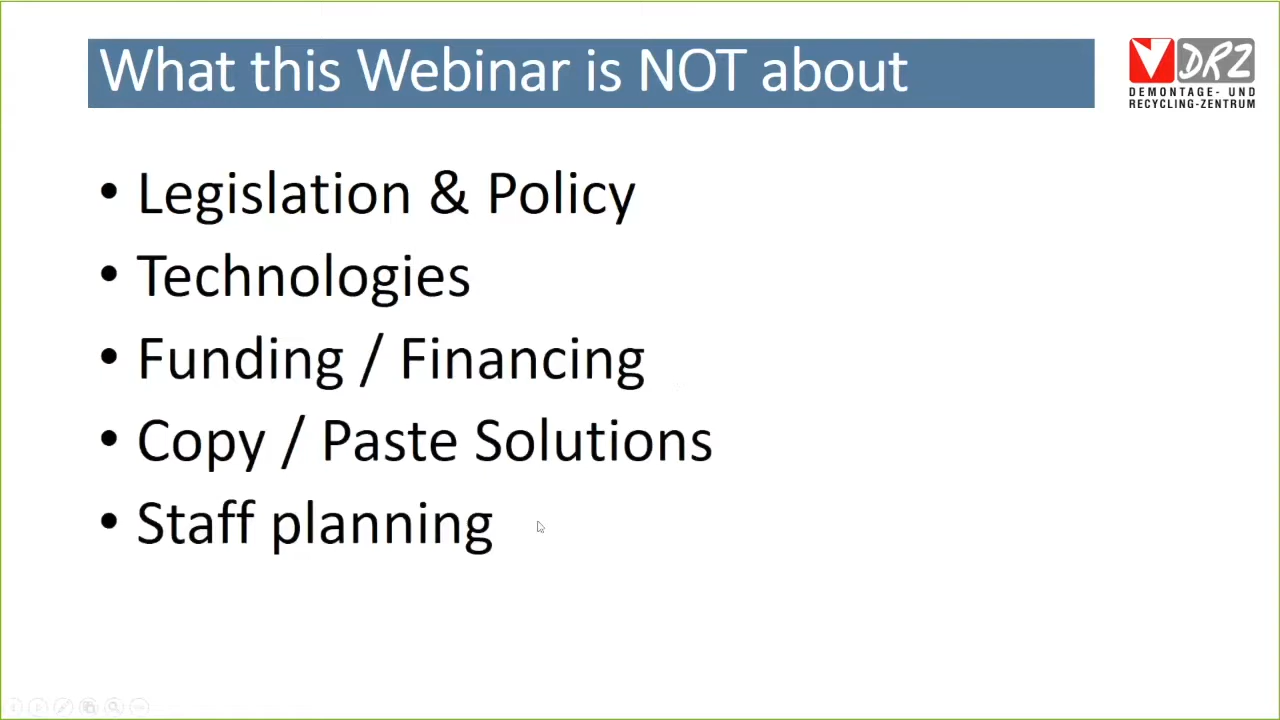 What this Webinar is NOT about
DRZ
DEMONTAGE- UND
RECYCLING-ZENTRUM
• Legislation & Policy
• Technologies
• Funding / Financing
• Copy / Paste Solutions
• Staff planning